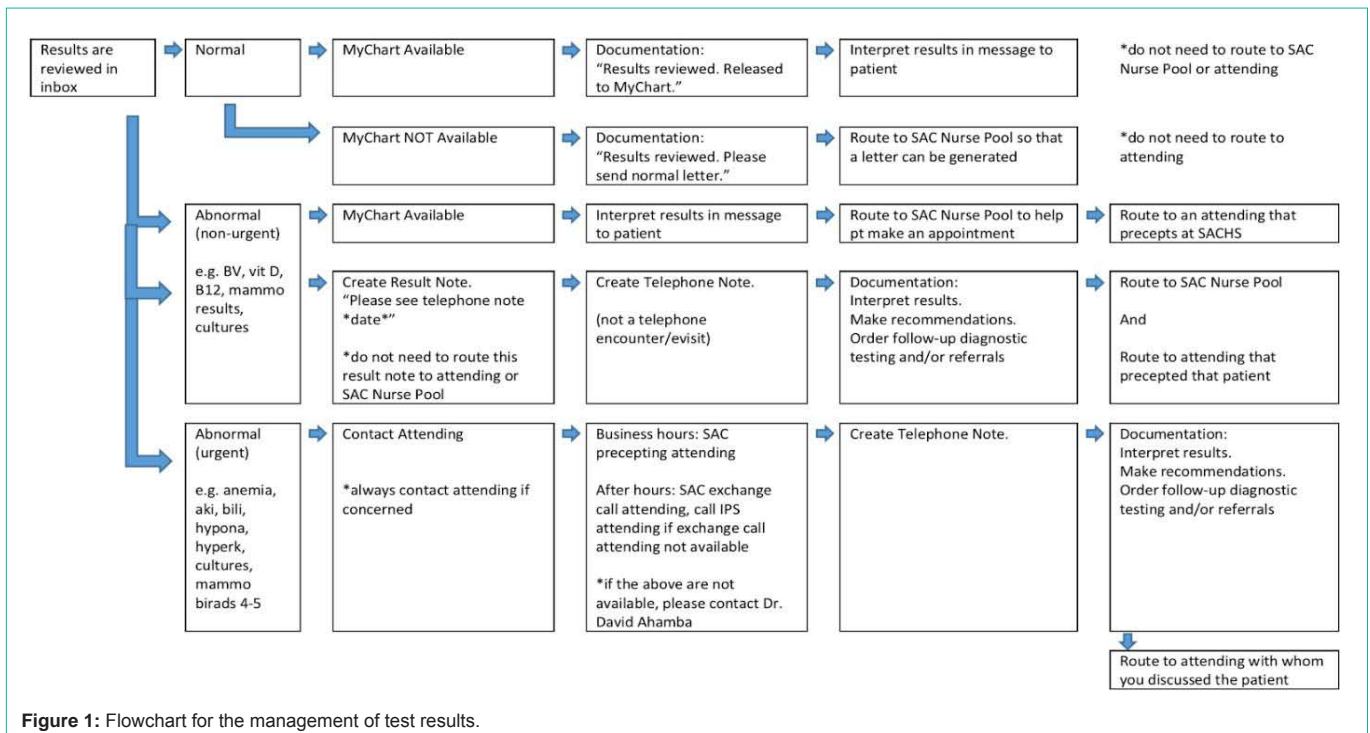 Results are
reviewed in
inbox
Normal
MyChart Available
Documentation:
“Results reviewed. Released
to MyChart.”
Interpret results in message to
patient
*do not need to route to SAC
Nurse Pool or attending
MyChart NOT Available
Documentation:
“Results reviewed. Please
send normal letter.”
Route to SAC Nurse Pool so that
a letter can be generated
*do not need to route to
attending
Abnormal
(non-urgent)
e.g. BV, vit D,
B12, mammo
results,
cultures
MyChart Available
Interpret results in message
to patient
Route to SAC Nurse Pool to help
pt make an appointment
Route to an attending that
precepts at SACHS
Create Result Note.
“Please see telephone note
*date*”
*do not need to route this
result note to attending or
SAC Nurse Pool
Create Telephone Note.
(not a telephone
encounter/evisit)
Documentation:
Interpret results.
Make recommendations.
Order follow-up diagnostic
testing and/or referrals
Route to SAC Nurse Pool
And
Route to attending that
precepted that patient
Abnormal
(urgent)
e.g. anemia,
aki, bili,
hypona,
hyperk,
cultures,
mammo
birads 4-5
Contact Attending
*always contact attending if
concerned
Business hours: SAC
precepting attending
After hours: SAC exchange
call attending, call IPS
attending if exchange call
attending not available
*if the above are not
available, please contact Dr.
David Ahamba
Create Telephone Note.
Documentation:
Interpret results.
Make recommendations.
Order follow-up diagnostic
testing and/or referrals
Route to attending with whom
you discussed the patient
Figure 1: Flowchart for the management of test results.